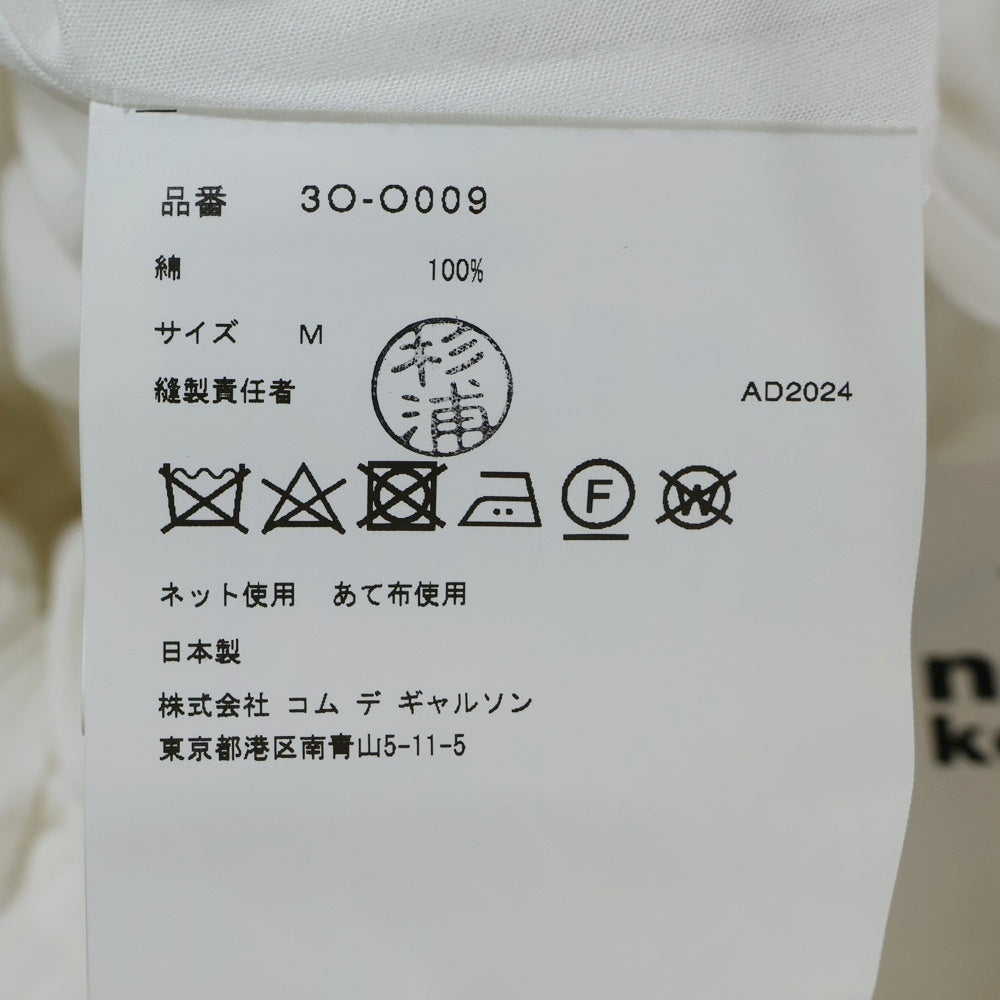 品番 3O-O009
綿 100%
サイズ M
杉浦
縫製責任者 AD2024
F W
ネット使用 あて布使用
日本製
株式会社 コム デ ギャルソン
東京都港区南青山5-11-5
n
k